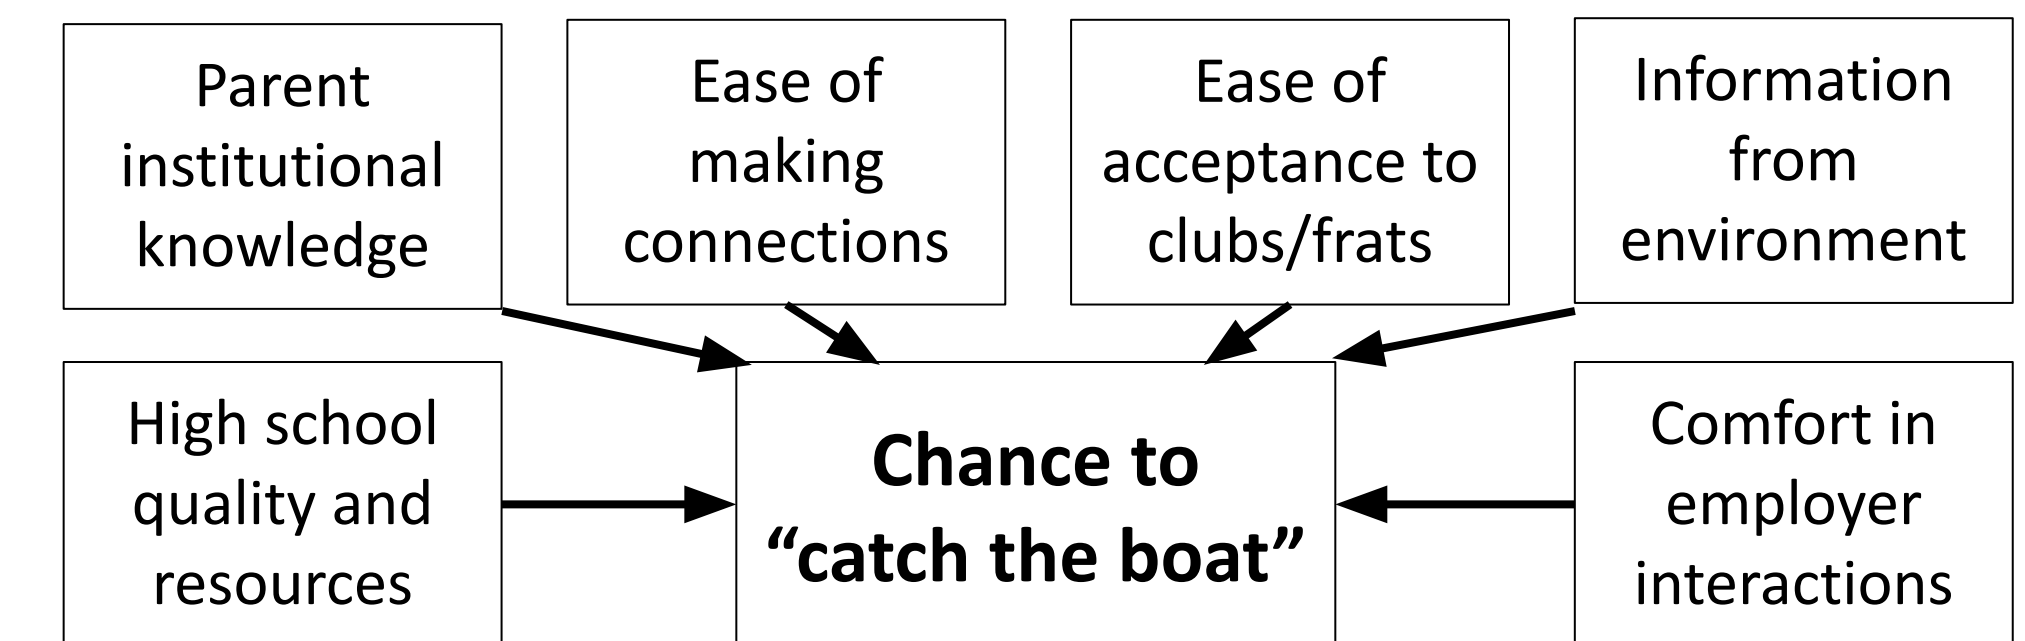 Parent
institutional
knowledge
Ease of
making
connections
Ease of
acceptance to
clubs/frats
Information
from
environment
High school
quality and
resources
Chance to
“catch the boat”
Comfort in
employer
interactions